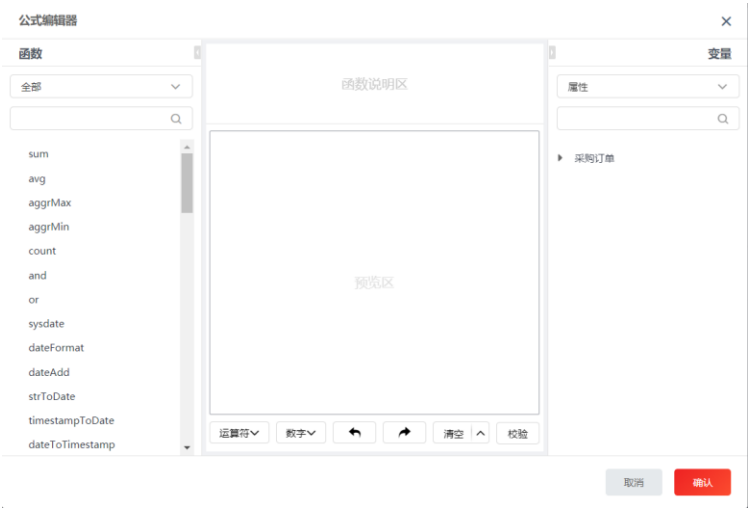 公式编辑器
函数
全部
sum
avg
aggrMax
aggrMin
count
and
or
sysdate
dateFormat
dateAdd
strToDate
timestampToDate
dateToTimestamp
函数说明区
预览区
运算符
数字
清空
校验
变量
属性
采购订单
取消
确认